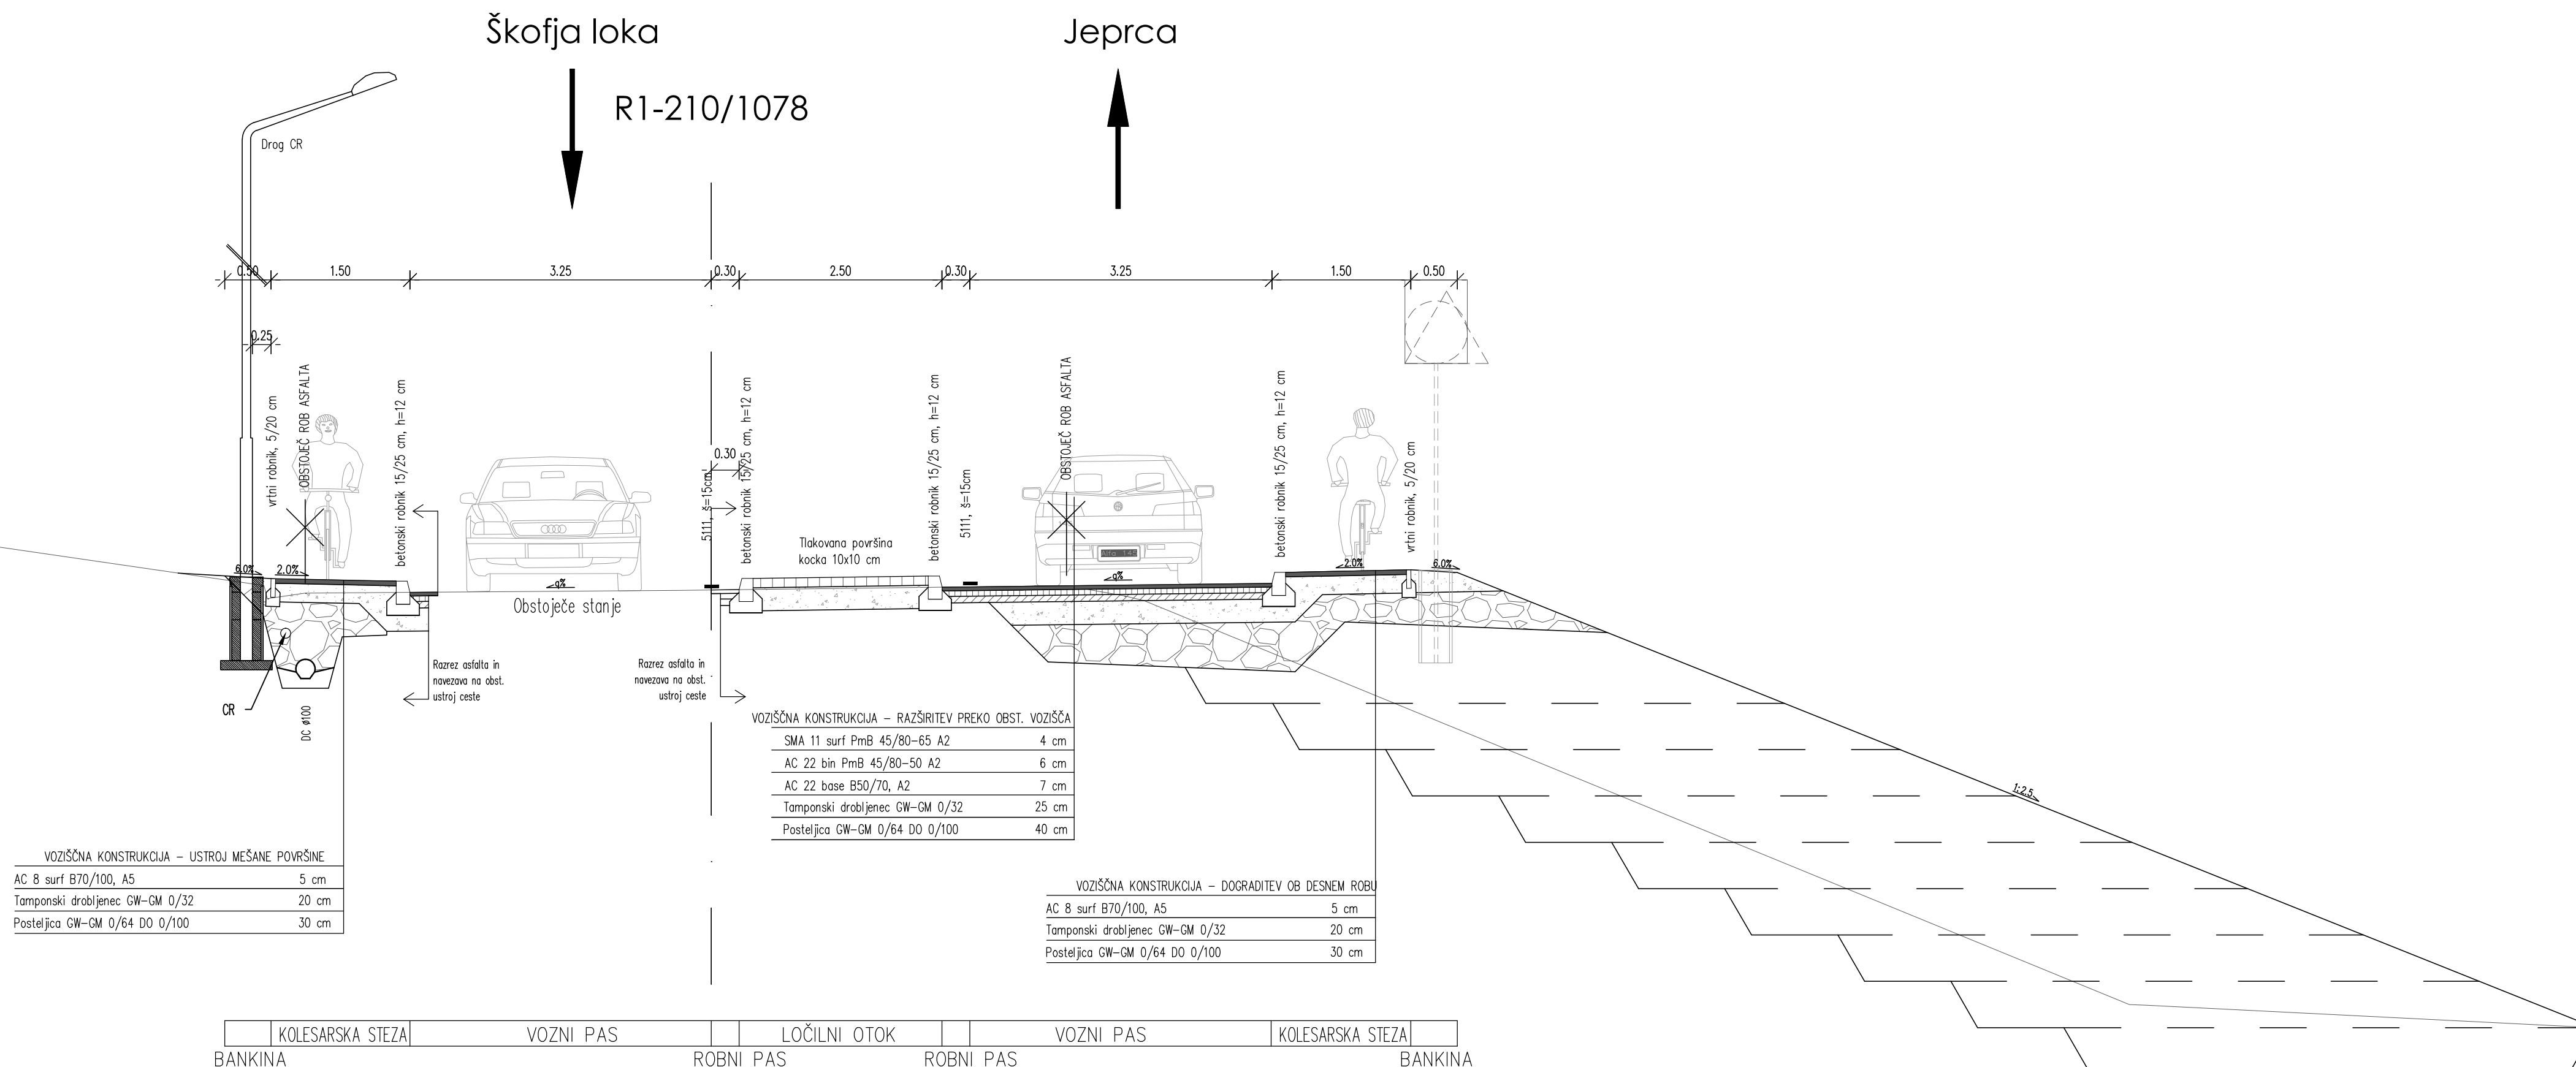 Škofja loka
Jeprca
R1-210/1078
Drog CR
0.50
1.50
3.25
0.30
2.50
0.30
3.25
1.50
0.50
0.25
0.30
vrtni robnik, 5/20 cm
OBSTOJEČ ROB ASFALTA
betonski robnik 15/25 cm, h=12 cm
5111, š=15cm
betonski robnik 15/25 cm, h=12 cm
betonski robnik 15/25 cm, h=12 cm
5111, š=15cm
OBSTOJEČ ROB ASFALTA
betonski robnik 15/25 cm, h=12 cm
vrtni robnik, 5/20 cm
Tlakovana površina
kocka 10x10 cm
Alfa 145
6.0%
2.0%
q%
q%
2.0%
6.0%
Obstoječe stanje
Razrez asfalta in
navezava na obst.
ustroj ceste
Razrez asfalta in
navezava na obst.
ustroj ceste
CR
DC ø100
VOZIŠČNA KONSTRUKCIJA – RAZŠIRITEV PREKO OBST. VOZIŠČA
SMA 11 surf PmB 45/80-65 A2 4 cm
AC 22 bin PmB 45/80-50 A2 6 cm
AC 22 base B50/70, A2 7 cm
Tamponski drobljenec GW-GM 0/32 25 cm
Posteljica GW-GM 0/64 DO 0/100 40 cm
1:2.5
VOZIŠČNA KONSTRUKCIJA – USTROJ MEŠANE POVRŠINE
AC 8 surf B70/100, A5 5 cm
Tamponski drobljenec GW-GM 0/32 20 cm
Posteljica GW-GM 0/64 DO 0/100 30 cm
VOZIŠČNA KONSTRUKCIJA – DOGRADITEV OB DESNEM ROBU
AC 8 surf B70/100, A5 5 cm
Tamponski drobljenec GW-GM 0/32 20 cm
Posteljica GW-GM 0/64 DO 0/100 30 cm
KOLESARSKA STEZA
VOZNI PAS
LOČILNI OTOK
VOZNI PAS
KOLESARSKA STEZA
BANKINA
ROBNI PAS
ROBNI PAS
BANKINA